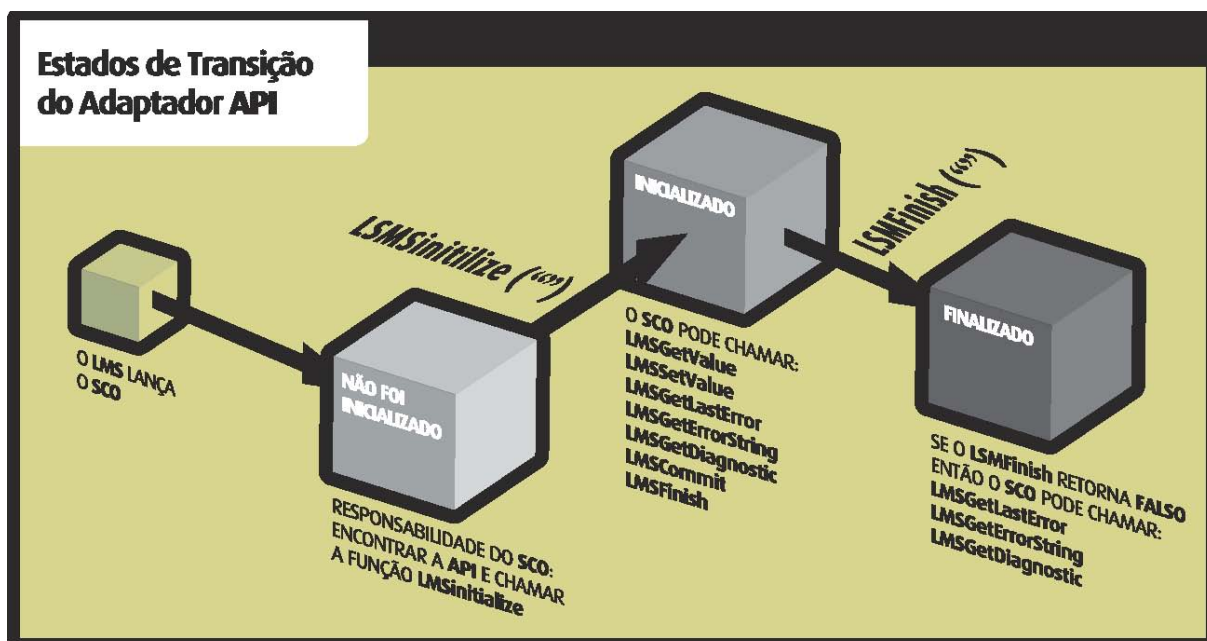 Estados de Transição
do Adaptador API
O LMS LANÇA
O SCO
LSMSinitilize (“”)
NÃO FOI
INICIALIZADO
RESPONSABILIDADE DO SCO:
ENCONTRAR A API E CHAMAR
A FUNÇÃO LMSinitialize
INICIALIZADO
O SCO PODE CHAMAR:
LMSGetValue
LMSSetValue
LMSGetLastError
LMSGetErrorString
LMSGetDiagnostic
LMSCommit
LMSFinish
LSMFinish (“”)
FINALIZADO
SE O LSMFinish RETORNA FALSO
ENTÃO O SCO PODE CHAMAR:
LMSGetLastError
LMSGetErrorString
LMSGetDiagnostic